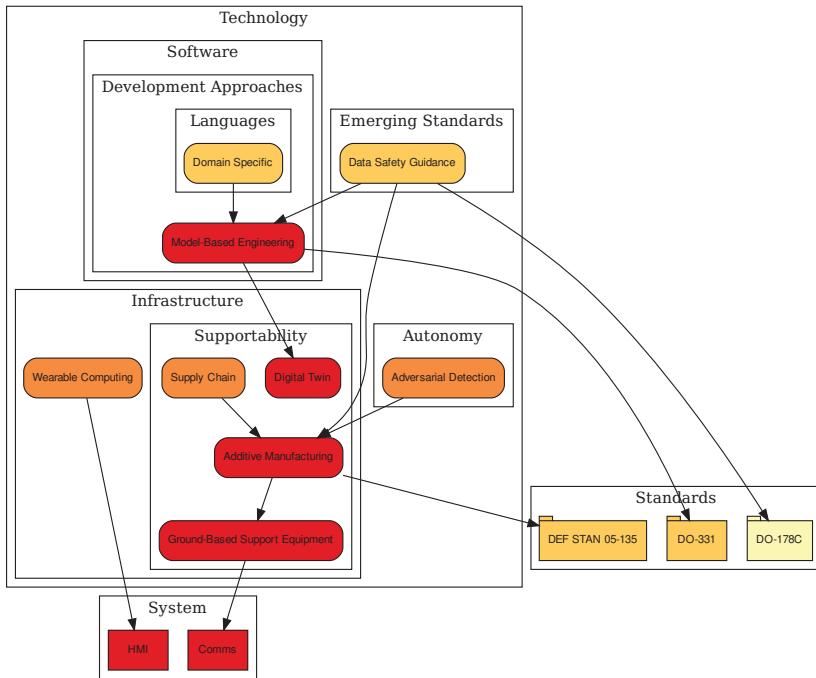 Technology
Software
Development Approaches
Languages
Emerging Standards
Domain Specific
Data Safety Guidance
Model-Based Engineering
Infrastructure
Supportability
Autonomy
Wearable Computing
Supply Chain
Digital Twin
Adversarial Detection
Additive Manufacturing
Standards
Ground-Based Support Equipment
DEF STAN 05-135
DO-331
DO-178C
System
HMI
Comms